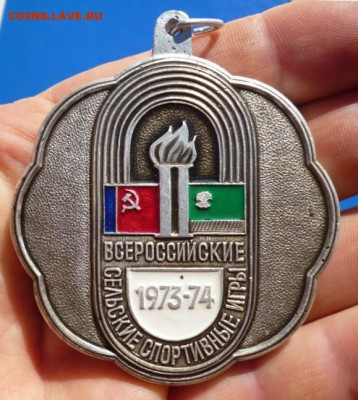 COINS.LAVE.RU
ВСЕРОССИЙСКИЕ
1973-74
СЕЛЬСКИЕ СПОРТИВНЫЕ ИГРЫ